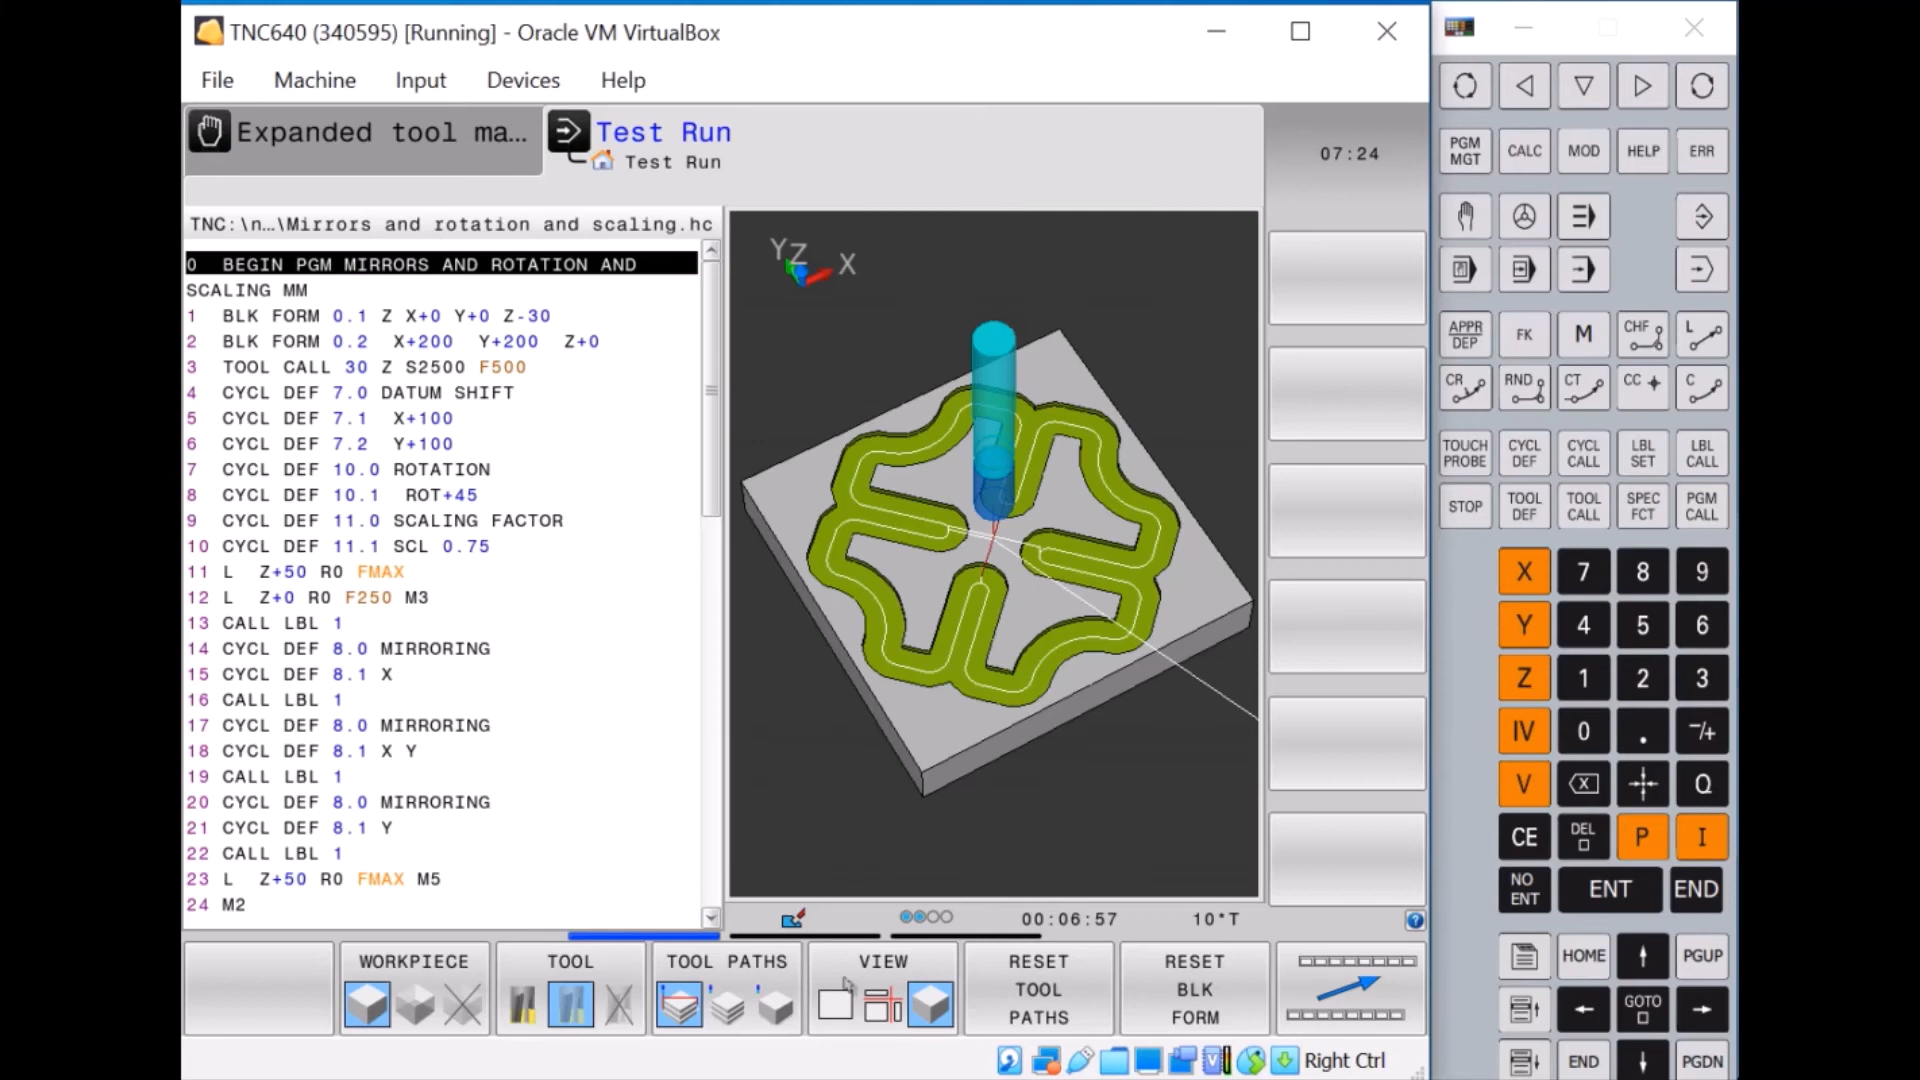 TNC640 (340595) [Running] - Oracle VM VirtualBox
File Machine Input Devices Help
Expanded tool ma...
Test Run
Test Run
07:24
TNC:\n...\Mirrors and rotation and scaling.hc
0 BEGIN PGM MIRRORS AND ROTATION AND
SCALING MM
1 BLK FORM 0.1 Z X+0 Y+0 Z-30
2 BLK FORM 0.2 X+200 Y+200 Z+0
3 TOOL CALL 30 Z S2500 F500
4 CYCL DEF 7.0 DATUM SHIFT
5 CYCL DEF 7.1 X+100
6 CYCL DEF 7.2 Y+100
7 CYCL DEF 10.0 ROTATION
8 CYCL DEF 10.1 ROT+45
9 CYCL DEF 11.0 SCALING FACTOR
10 CYCL DEF 11.1 SCL 0.75
11 L Z+50 R0 FMAX
12 L Z+0 R0 F250 M3
13 CALL LBL 1
14 CYCL DEF 8.0 MIRRORING
15 CYCL DEF 8.1 X
16 CALL LBL 1
17 CYCL DEF 8.0 MIRRORING
18 CYCL DEF 8.1 X Y
19 CALL LBL 1
20 CYCL DEF 8.0 MIRRORING
21 CYCL DEF 8.1 Y
22 CALL LBL 1
23 L Z+50 R0 FMAX M5
24 M2
Y Z X
00:06:57 10*T
WORKPIECE
TOOL
TOOL PATHS
VIEW
RESET
TOOL
PATHS
RESET
BLK
FORM
Right Ctrl
PGM
MGT
CALC MOD HELP ERR
APPR
DEP
FK M CHF L
CR RND CT CC C
TOUCH
PROBE
CYCL
DEF
CYCL
CALL
LBL
SET
LBL
CALL
STOP
TOOL
DEF
TOOL
CALL
SPEC
FCT
PGM
CALL
X 7 8 9
Y 4 5 6
Z 1 2 3
IV 0 . -/+
V X Q
CE DEL P I
NO
ENT
ENT END
HOME PGUP
GOTO
END PGDN